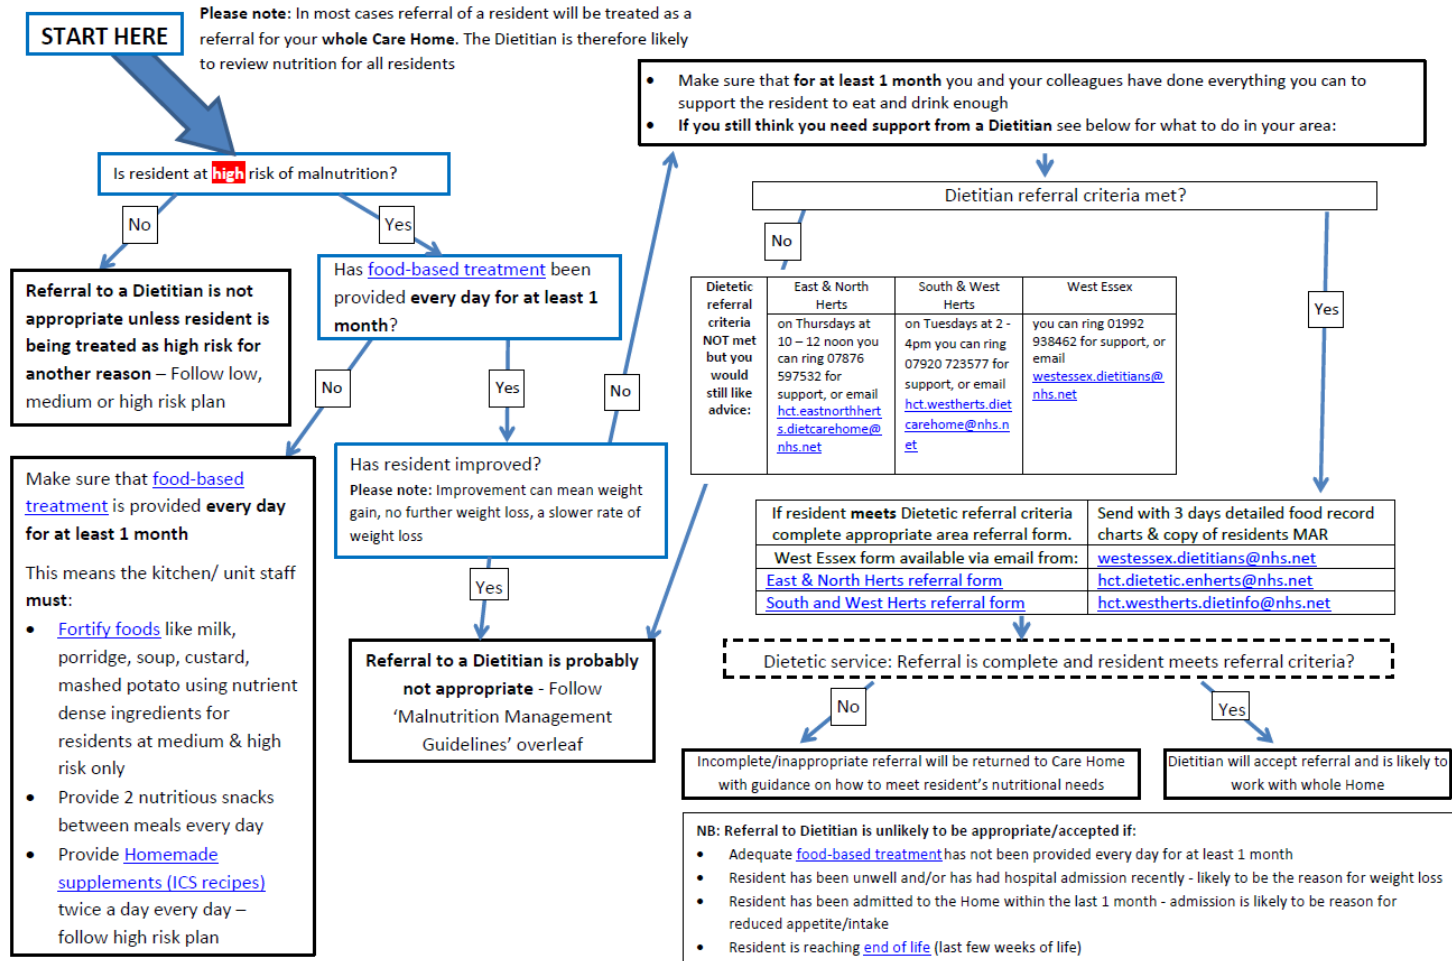 START HERE
Please note: In most cases referral of a resident will be treated as a
referral for your whole Care Home. The Dietitian is therefore likely
to review nutrition for all residents
Is resident at high risk of malnutrition?
No
Yes
Referral to a Dietitian is not
appropriate unless resident is
being treated as high risk for
another reason – Follow low,
medium or high risk plan
Has food-based treatment been
provided every day for at least 1
month?
No
Yes
No
Make sure that food-based
treatment is provided every day
for at least 1 month
This means the kitchen/ unit staff
must:
• Fortify foods like milk,
porridge, soup, custard,
mashed potato using nutrient
dense ingredients for
residents at medium & high
risk only
• Provide 2 nutritious snacks
between meals every day
• Provide Homemade
supplements (ICS recipes)
twice a day every day –
follow high risk plan
Has resident improved?
Please note: Improvement can mean weight
gain, no further weight loss, a slower rate of
weight loss
Yes
Referral to a Dietitian is probably
not appropriate - Follow
‘Malnutrition Management
Guidelines’ overleaf
• Make sure that for at least 1 month you and your colleagues have done everything you can to
support the resident to eat and drink enough
• If you still think you need support from a Dietitian see below for what to do in your area:
Dietitian referral criteria met?
No
Yes
Dietetic
referral
criteria
NOT met
but you
would
still like
advice:
East & North
Herts
on Thursdays at
10 – 12 noon you
can ring 07876
597532 for
support, or email
hct.eastnorthhert
s.dietcarehome@
nhs.net
South & West
Herts
on Tuesdays at 2 -
4pm you can ring
07920 723577 for
support, or email
hct.westherts.diet
carehome@nhs.n
et
West Essex
you can ring 01992
938462 for support, or
email
westessex.dietitians@
nhs.net
If resident meets Dietetic referral criteria
complete appropriate area referral form.
Send with 3 days detailed food record
charts & copy of residents MAR
West Essex form available via email from:
westessex.dietitians@nhs.net
East & North Herts referral form
hct.dietetic.enherts@nhs.net
South and West Herts referral form
hct.westherts.dietinfo@nhs.net
Dietetic service: Referral is complete and resident meets referral criteria?
No
Yes
Incomplete/inappropriate referral will be returned to Care Home
with guidance on how to meet resident’s nutritional needs
Dietitian will accept referral and is likely to
work with whole Home
NB: Referral to Dietitian is unlikely to be appropriate/accepted if:
• Adequate food-based treatment has not been provided every day for at least 1 month
• Resident has been unwell and/or has had hospital admission recently - likely to be the reason for weight loss
• Resident has been admitted to the Home within the last 1 month - admission is likely to be reason for
reduced appetite/intake
• Resident is reaching end of life (last few weeks of life)